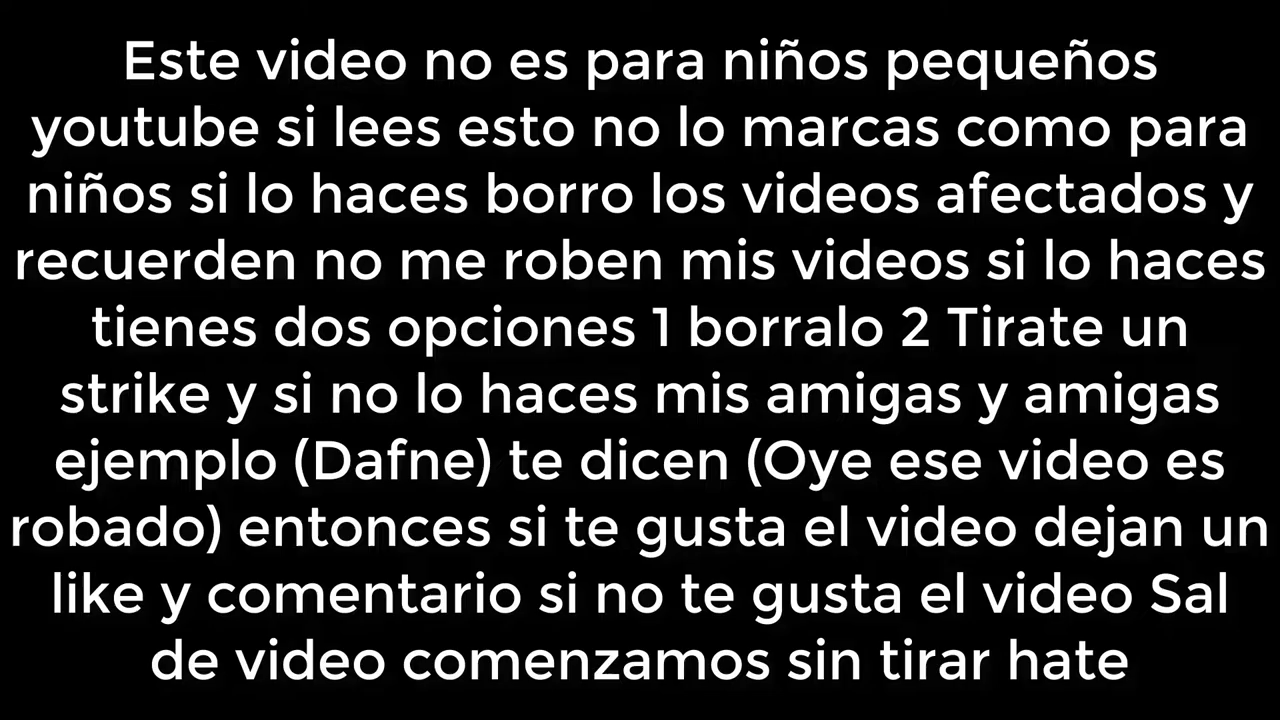 Este video no es para niños pequeños
youtube si lees esto no lo marcas como para
niños si lo haces borro los videos afectados y
recuerden no me roben mis videos si lo haces
tienes dos opciones 1 borralo 2 Tirate un
strike y si no lo haces mis amigas y amigas
ejemplo (Dafne) te dicen (Oye ese video es
robado) entonces si te gusta el video dejan un
like y comentario si no te gusta el video Sal
de video comenzamos sin tirar hate